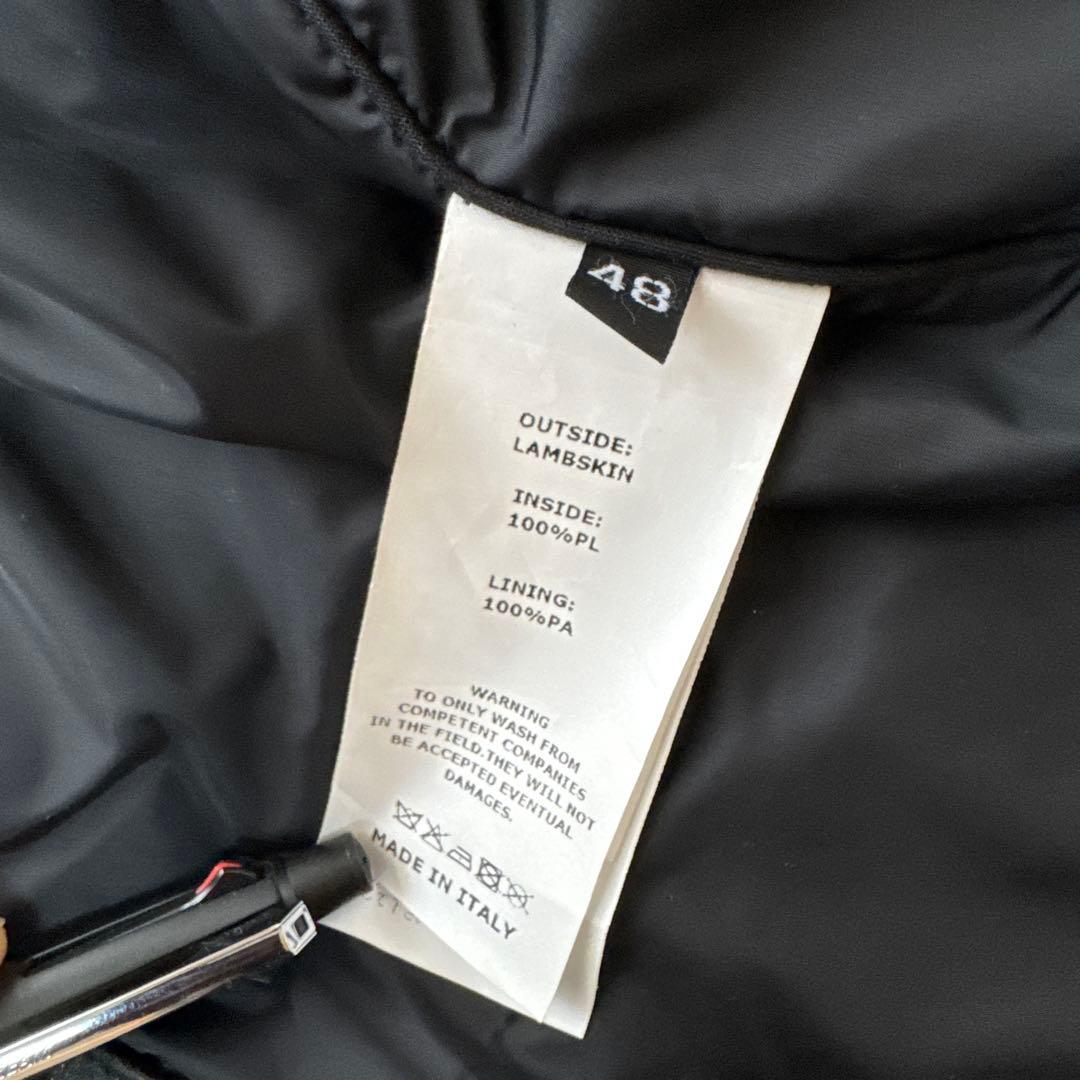 48
OUTSIDE:
LAMBSKIN
INSIDE:
100%PL
LINING:
100%PA
WARNING
TO ONLY WASH FROM
COMPETENT COMPANIES
IN THE FIELD.THEY WILL NOT
BE ACCEPTED EVENTUAL
DAMAGES.
MADE IN ITALY